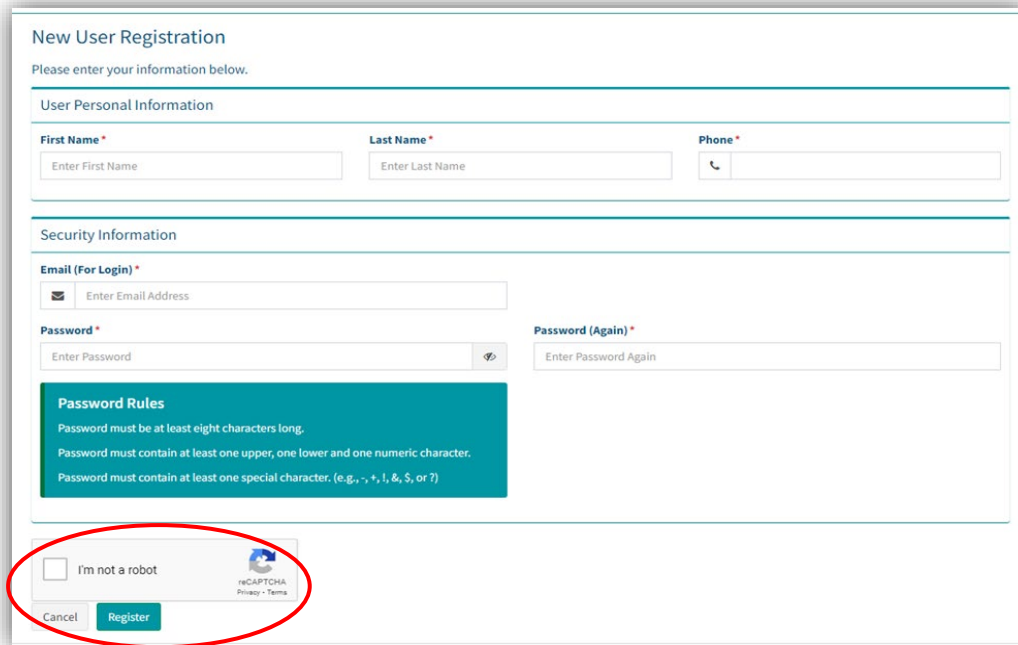 New User Registration
Please enter your information below.
User Personal Information
First Name * Last Name * Phone *
Enter First Name Enter Last Name
Security Information
Email (For Login) *
Enter Email Address
Password * Password (Again) *
Enter Password Enter Password Again
Password Rules
Password must be at least eight characters long.
Password must contain at least one upper, one lower and one numeric character.
Password must contain at least one special character. (e.g., -, +, !, &, $, or ?)
I'm not a robot
reCAPTCHA
Privacy - Terms
Cancel Register